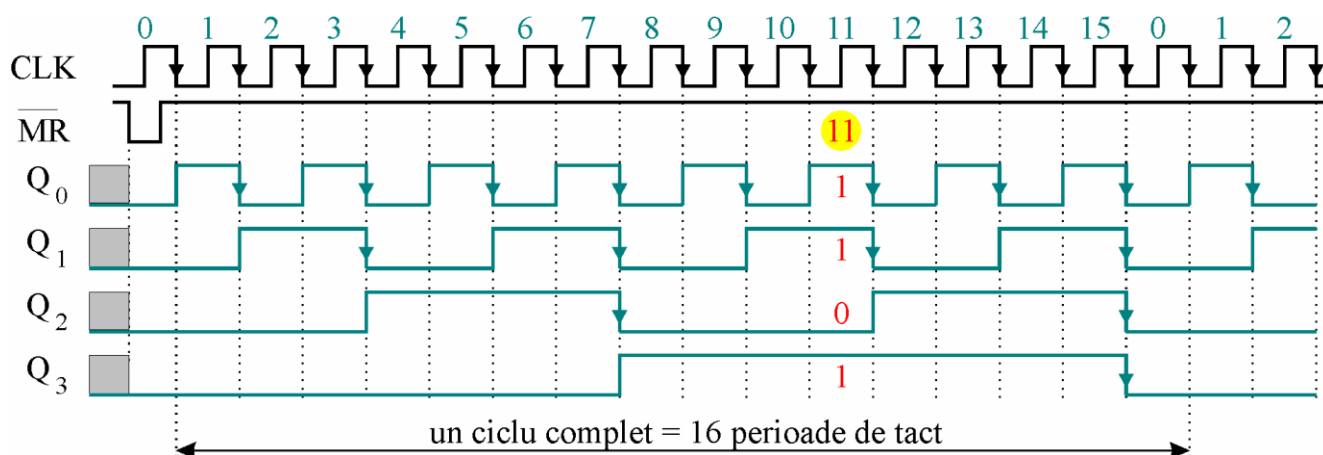 0 1 2 3 4 5 6 7 8 9 10 11 12 13 14 15 0 1 2
CLK
MR
11
Q0 1
Q1 1
Q2 0
Q3 1
un ciclu complet = 16 perioade de tact